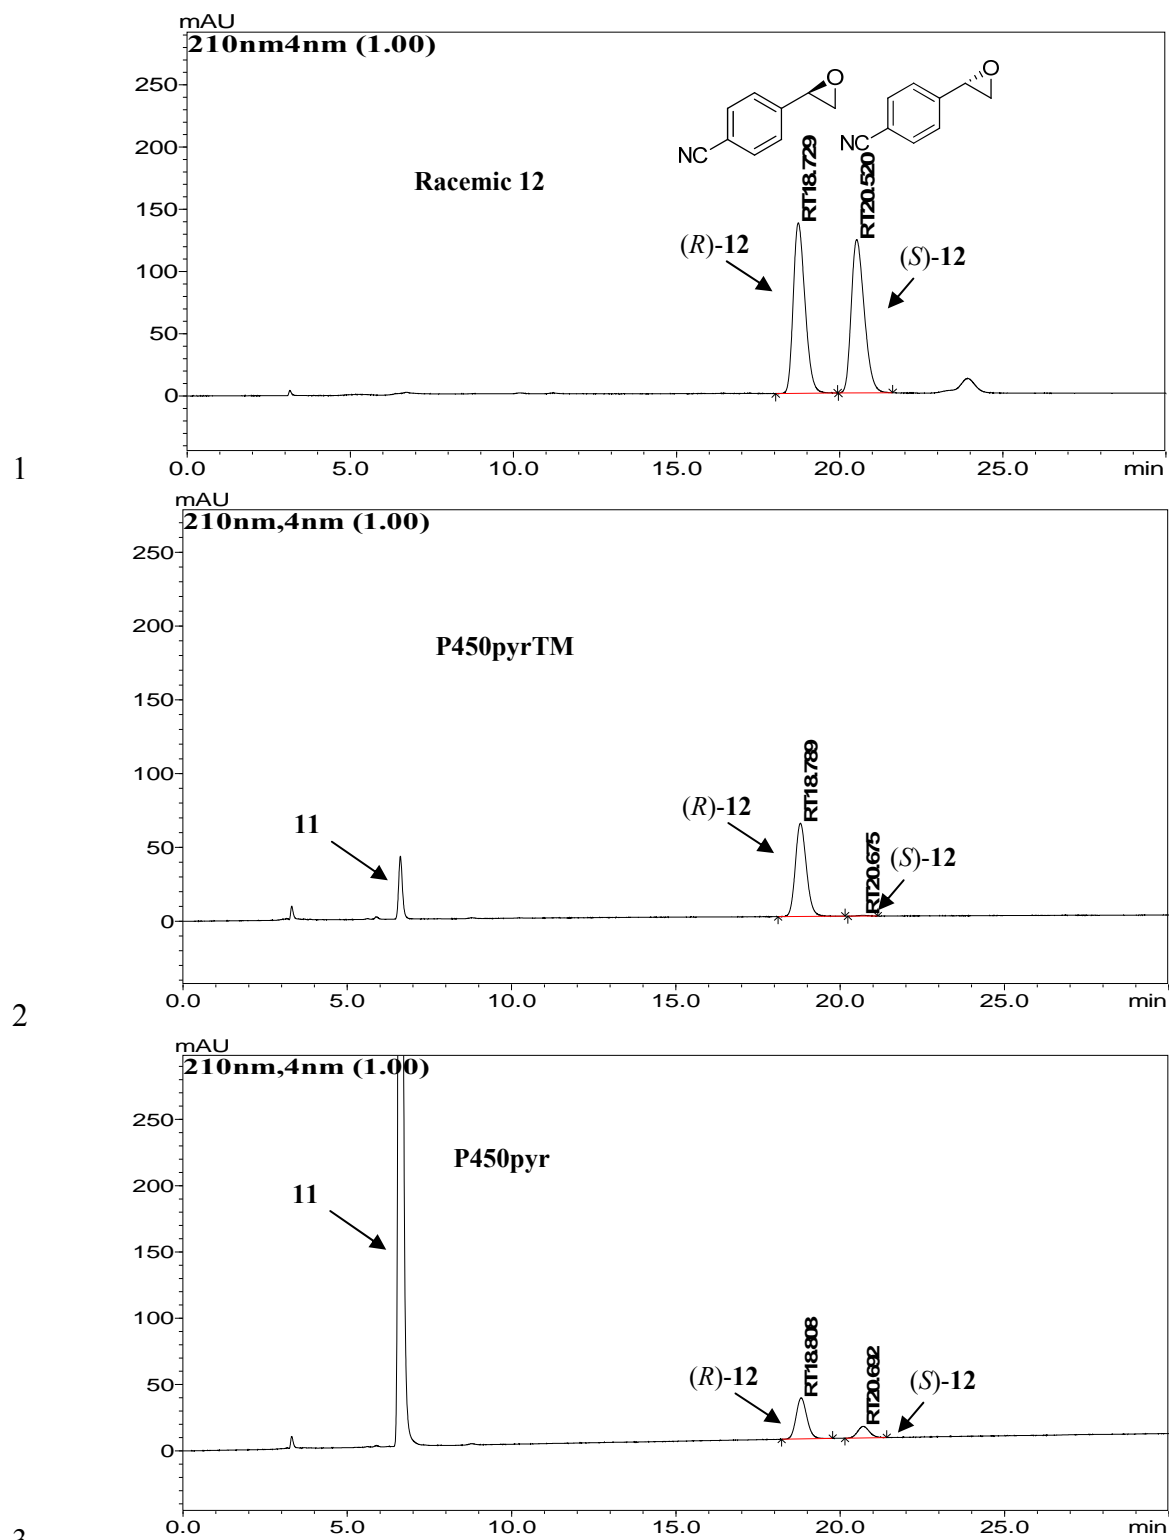 mAU
210nm4nm (1.00)
250
200
150
100
50
0
Racemic 12
O
NC
O
NC
RT18.729
RT20.520
(R)-12
(S)-12
0.0 5.0 10.0 15.0 20.0 25.0 min
1
mAU
210nm,4nm (1.00)
250
200
150
100
50
0
P450pyrTM
11
(R)-12
RT18.789
RT20.675
(S)-12
0.0 5.0 10.0 15.0 20.0 25.0 min
2
mAU
210nm,4nm (1.00)
250
200
150
100
50
0
P450pyr
11
(R)-12
RT18.808
RT20.692
(S)-12
0.0 5.0 10.0 15.0 20.0 25.0 min
3